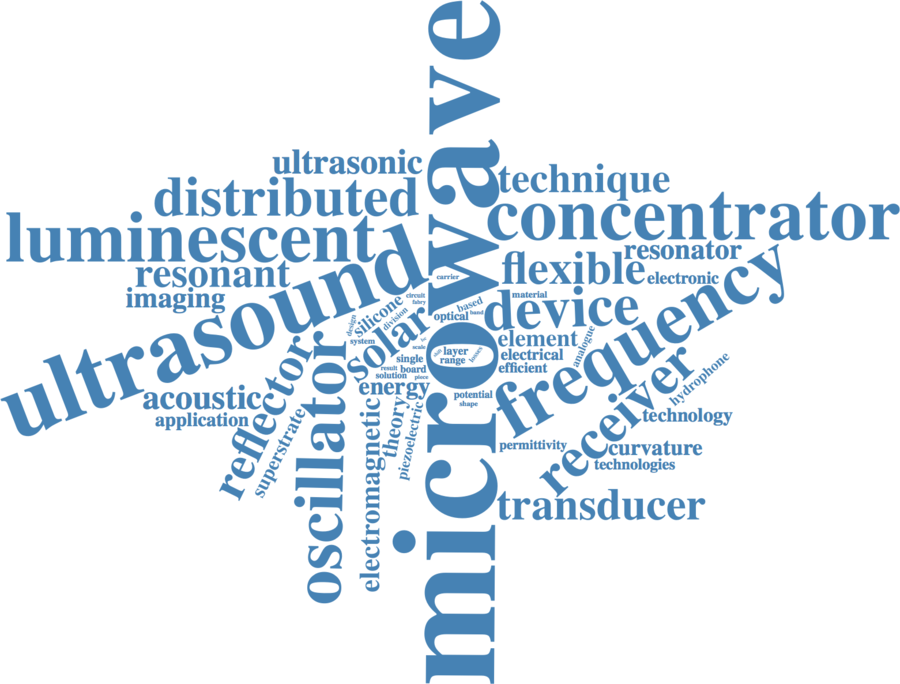 microwave
ultrasonic
technique
distributed
concentrator
luminescent
resonator
resonant
flexible
electronic
imaging
ultrasound
carrier
material
device
frequency
circuit
fabry
silicone
division
design
solar
system
optical
based
band
element
analogue
scale
layer
range
losses
single
electrical
efficient
result
board
solution
piece
energy
acoustic
application
reflector
superstrate
oscillator
electromagnetic
theory
piezoelectric
potential
shape
receiver
hydrophone
technology
permittivity
curvature
technologies
transducer